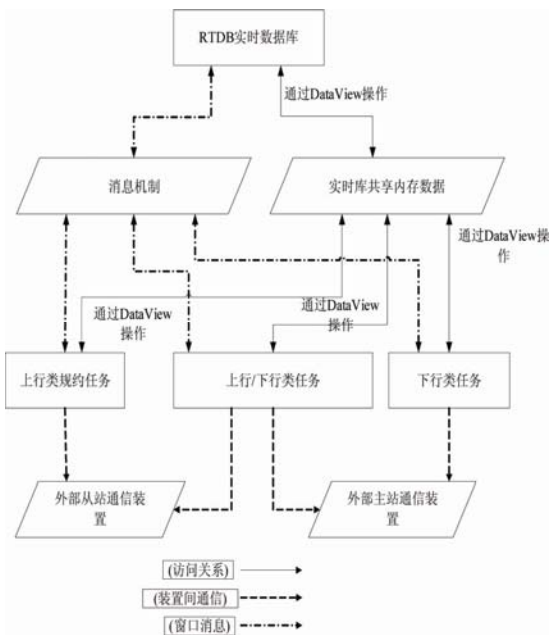 RTDB实时数据库
通过DataView操作
消息机制
实时库共享内存数据
通过DataView操
作
通过DataView
操作
通过DataView
操作
上行类规约任务
上行/下行类任务
下行类任务
外部从站通信装
置
外部主站通信装
置
(访问关系)
(装置间通信)
(窗口消息)